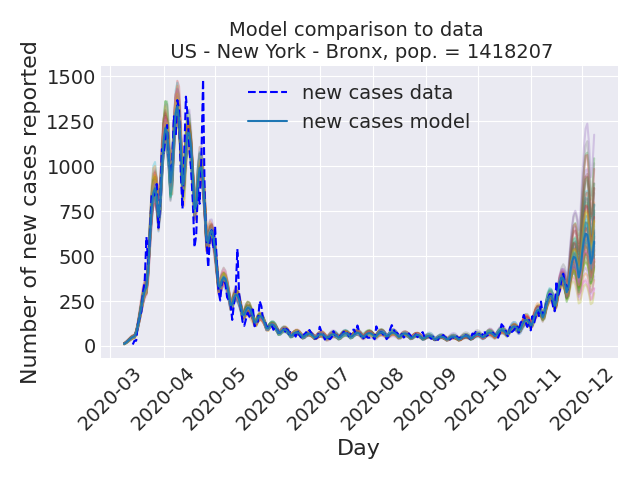 Model comparison to data
US - New York - Bronx, pop. = 1418207
Number of new cases reported
1500
1250
1000
750
500
250
0
new cases data
new cases model
2020-03
2020-04
2020-05
2020-06
2020-07
2020-08
2020-09
2020-10
2020-11
2020-12
Day